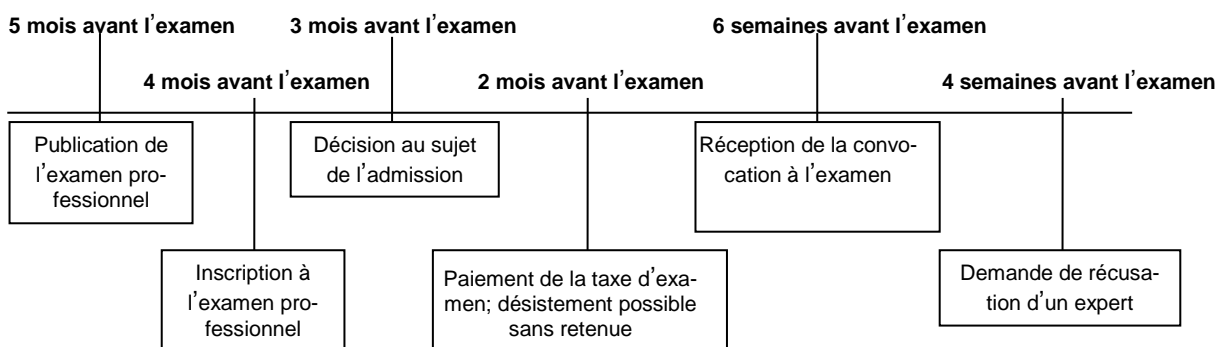 5 mois avant l’examen 3 mois avant l’examen 6 semaines avant l’examen
4 mois avant l’examen 2 mois avant l’examen 4 semaines avant l’examen
Publication de
l’examen pro-
fessionnel
Décision au sujet
de l’admission
Réception de la convo-
cation à l’examen
Inscription à
l’examen pro-
fessionnel
Paiement de la taxe d’exa-
men; désistement possible
sans retenue
Demande de récusa-
tion d’un expert